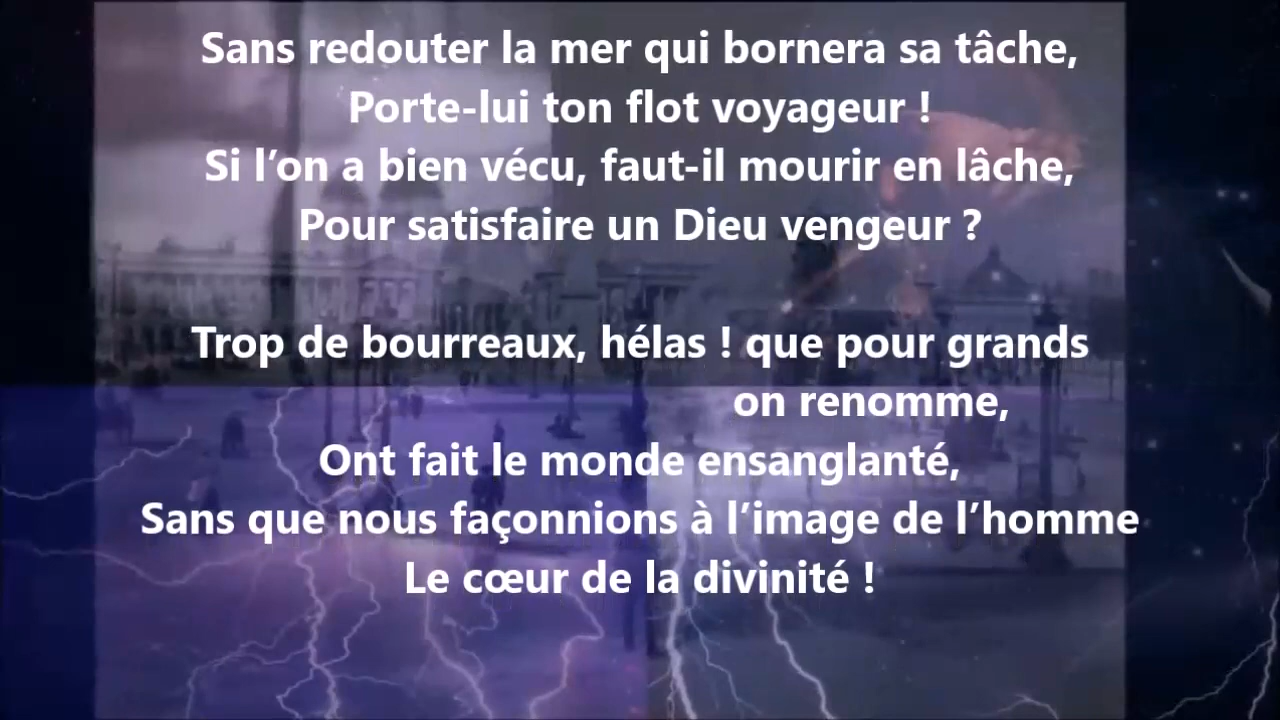 Sans redouter la mer qui bornera sa tâche,
Porte-lui ton flot voyageur !
Si l’on a bien vécu, faut-il mourir en lâche,
Pour satisfaire un Dieu vengeur ?
Trop de bourreaux, hélas ! que pour grands
on renomme,
Ont fait le monde ensanglanté,
Sans que nous façonnions à l’image de l’homme
Le cœur de la divinité !